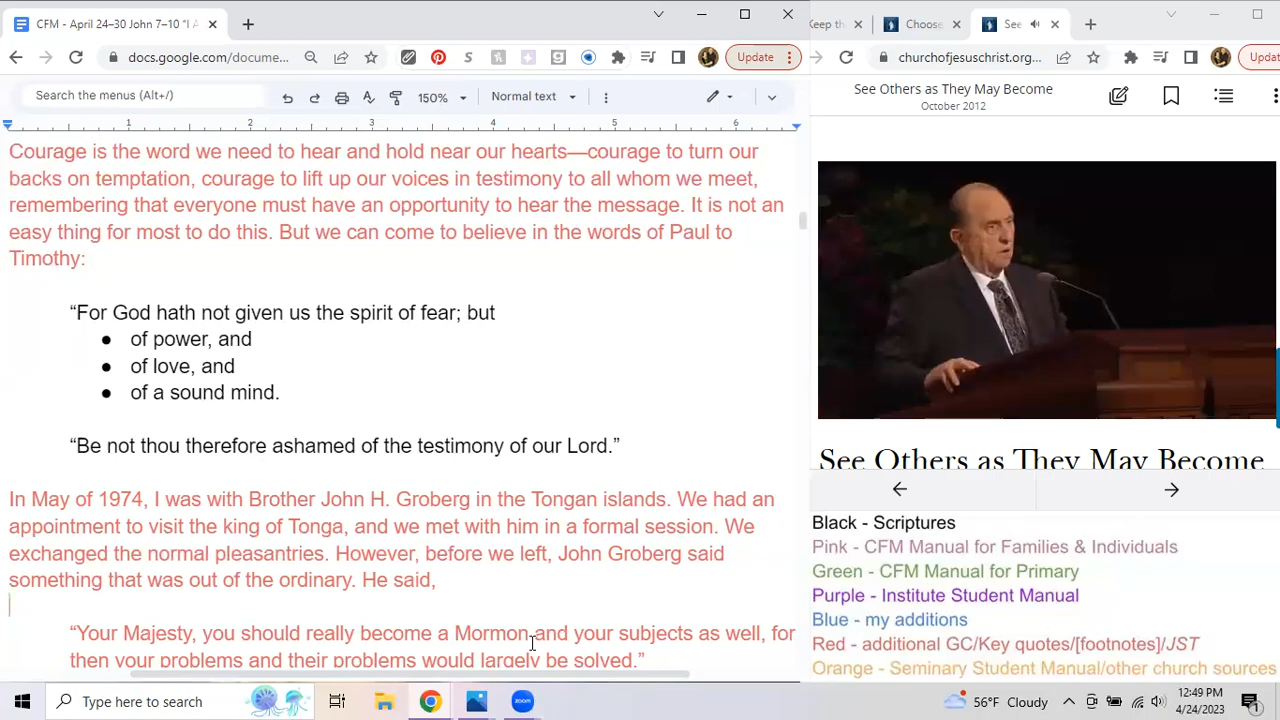 CFM - April 24–30 John 7–10 "I A
Keep th
Choose
See
docs.google.com/docume...
Update
churchofjesuschrist.org...
Updat
Search the menus (Alt+/)
150%
Normal text
See Others as They May Become
October 2012
1 2 3 4 5 6
Courage is the word we need to hear and hold near our hearts—courage to turn our
backs on temptation, courage to lift up our voices in testimony to all whom we meet,
remembering that everyone must have an opportunity to hear the message. It is not an
easy thing for most to do this. But we can come to believe in the words of Paul to
Timothy:
“For God hath not given us the spirit of fear; but
● of power, and
● of love, and
● of a sound mind.
“Be not thou therefore ashamed of the testimony of our Lord.”
In May of 1974, I was with Brother John H. Groberg in the Tongan islands. We had an
appointment to visit the king of Tonga, and we met with him in a formal session. We
exchanged the normal pleasantries. However, before we left, John Groberg said
something that was out of the ordinary. He said,
“Your Majesty, you should really become a Mormon and your subjects as well, for
then your problems and their problems would largely be solved.”
See Others as They May Become
Black - Scriptures
Pink - CFM Manual for Families & Individuals
Green - CFM Manual for Primary
Purple - Institute Student Manual
Blue - my additions
Red - additional GC/Key quotes/[footnotes]/JST
Orange - Seminary Student Manual/other church sources
Type here to search
zoom
56°F Cloudy
12:49 PM
4/24/2023
1